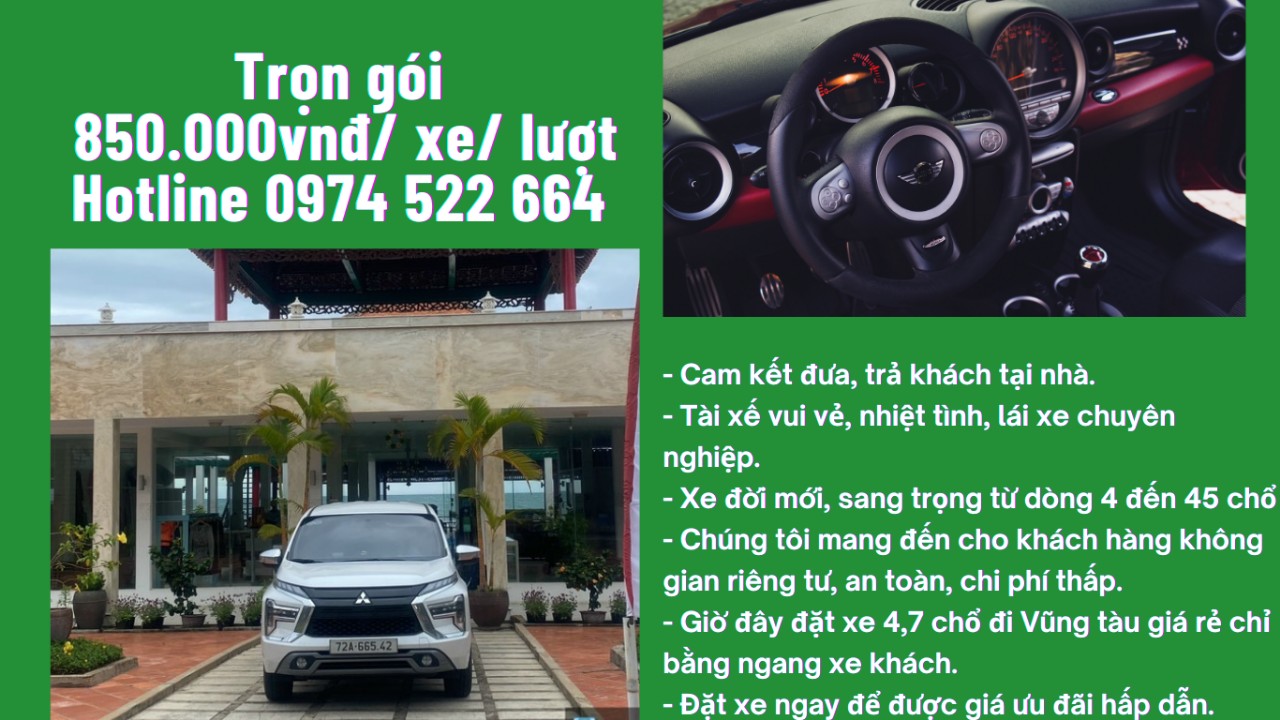 Trọn gói
850.000vnđ/ xe/ lượt
Hotline 0974 522 664
72A-665.42
- Cam kết đưa, trả khách tại nhà.
- Tài xế vui vẻ, nhiệt tình, lái xe chuyên
nghiệp.
- Xe đời mới, sang trọng từ dòng 4 đến 45 chổ
- Chúng tôi mang đến cho khách hàng không
gian riêng tư, an toàn, chi phí thấp.
- Giờ đây đặt xe 4,7 chổ đi Vũng tàu giá rẻ chỉ
bằng ngang xe khách.
- Đặt xe ngay để được giá ưu đãi hấp dẫn.